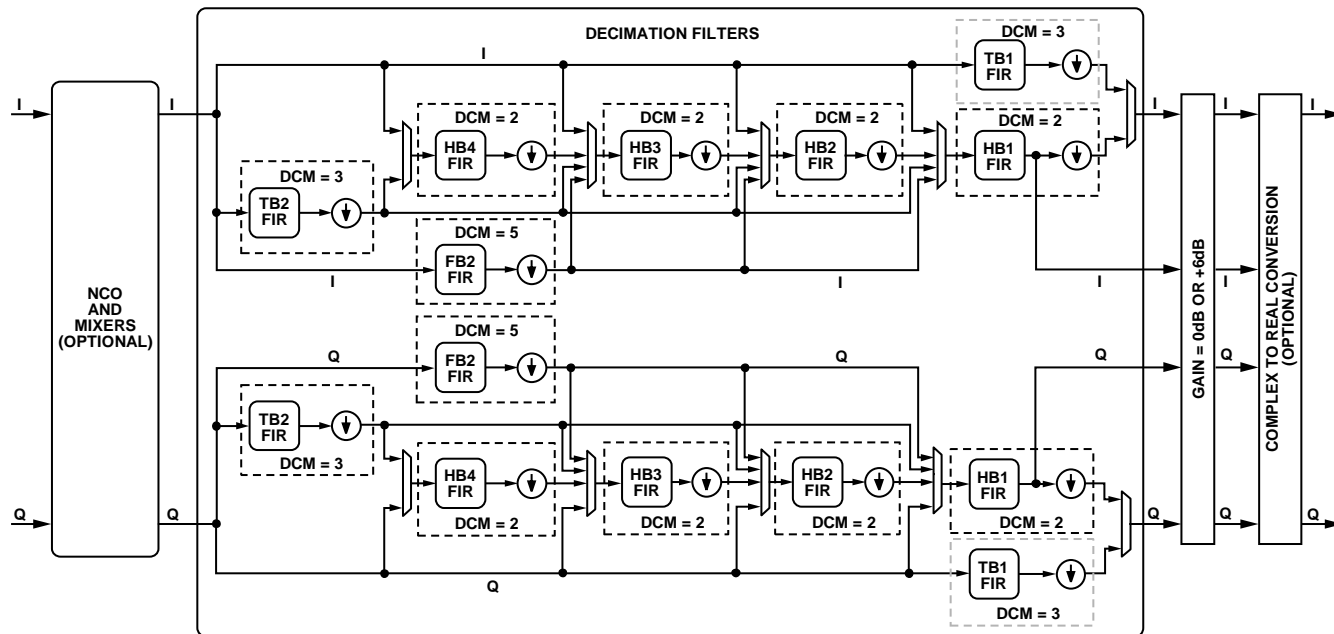 DECIMATION FILTERS
DCM = 3
I
TB1
FIR
I
I
I
I
I
DCM = 2
DCM = 2
DCM = 2
DCM = 2
HB4
FIR
HB3
FIR
HB2
FIR
HB1
FIR
DCM = 3
TB2
FIR
DCM = 5
FB2
FIR
I
I
I
I
NCO
AND
MIXERS
(OPTIONAL)
GAIN = 0dB OR +6dB
COMPLEX TO REAL CONVERSION
(OPTIONAL)
DCM = 5
Q
FB2
FIR
Q
Q
Q
TB2
FIR
DCM = 3
HB4
FIR
DCM = 2
HB3
FIR
DCM = 2
HB2
FIR
DCM = 2
HB1
FIR
DCM = 2
Q
Q
Q
Q
Q
TB1
FIR
Q
DCM = 3